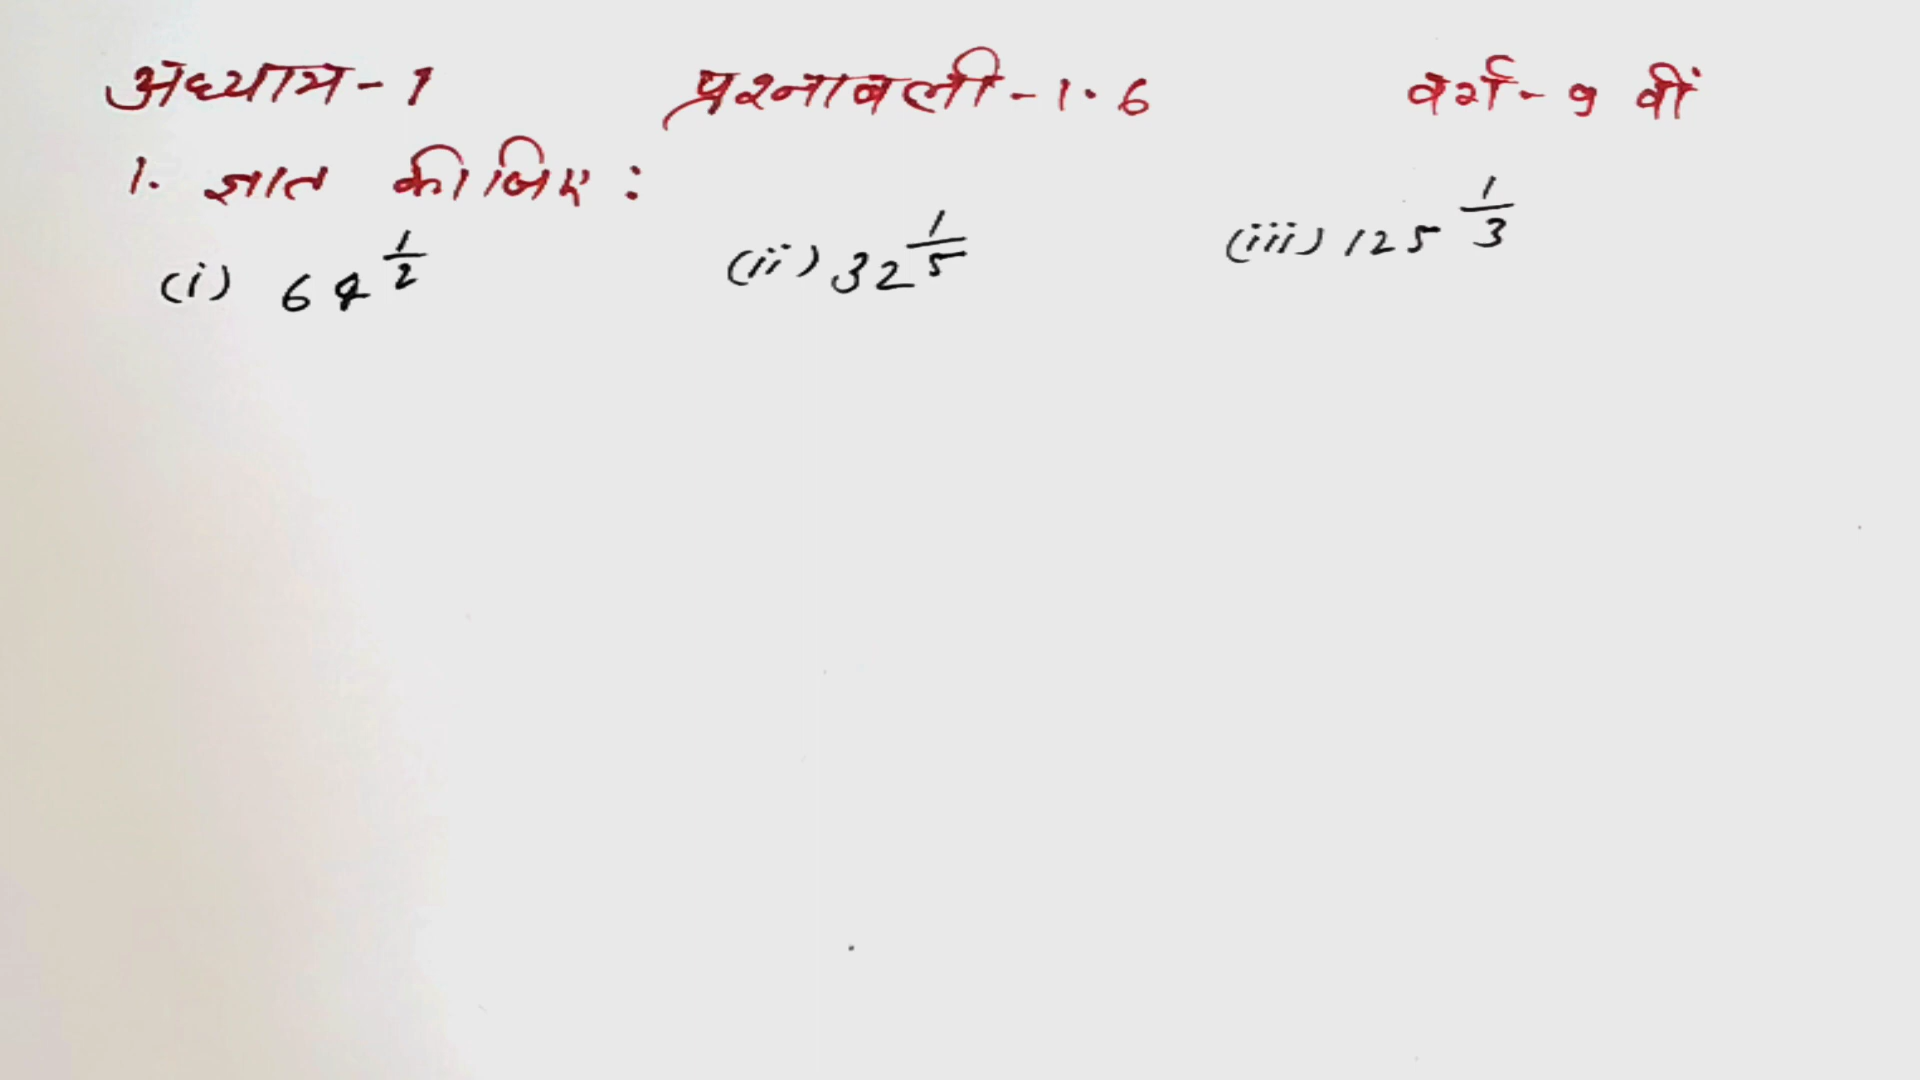 अध्याय-1 प्रश्नावली-1.6 वर्ग-9 वीं
1. ज्ञात कीजिए :
(i) 64^{1/2} (ii) 32^{1/5} (iii) 125^{1/3}